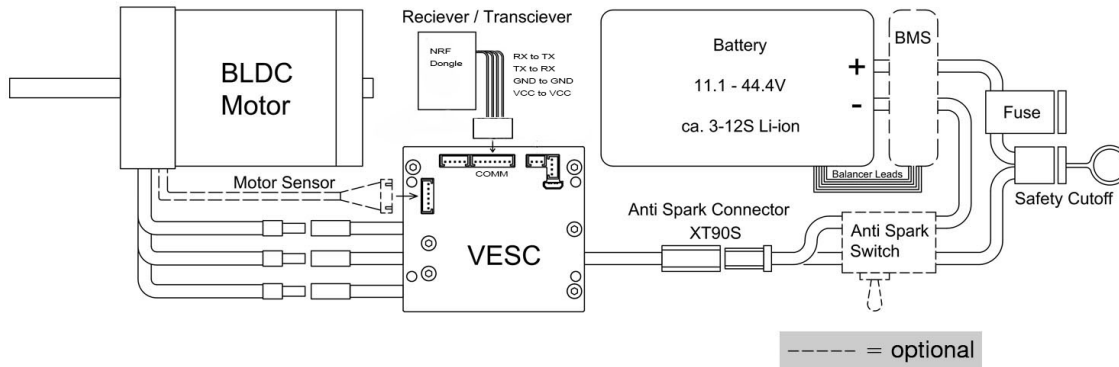 Reciever / Transciever
NRF
Dongle
RX to TX
TX to RX
GND to GND
VCC to VCC
BLDC
Motor
Battery
+
11.1 - 44.4V
-
ca. 3-12S Li-ion
BMS
Fuse
Balancer Leads
Safety Cutoff
Motor Sensor
COMM
VESC
Anti Spark Connector
XT90S
Anti Spark
Switch
----- = optional